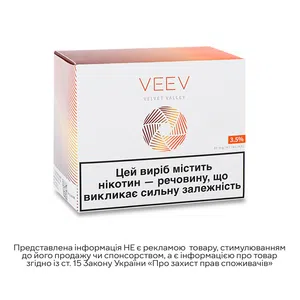 VEEV
VELVET VALLEY
3.5%
Цей виріб містить
нікотин — речовину, що
викликає сильну залежність
Представлена інформація НЕ є рекламою товару, стимулюванням
до його продажу чи спонсорством, а є інформацією про товар
згідно із ст. 15 Закону України «Про захист прав споживачів»